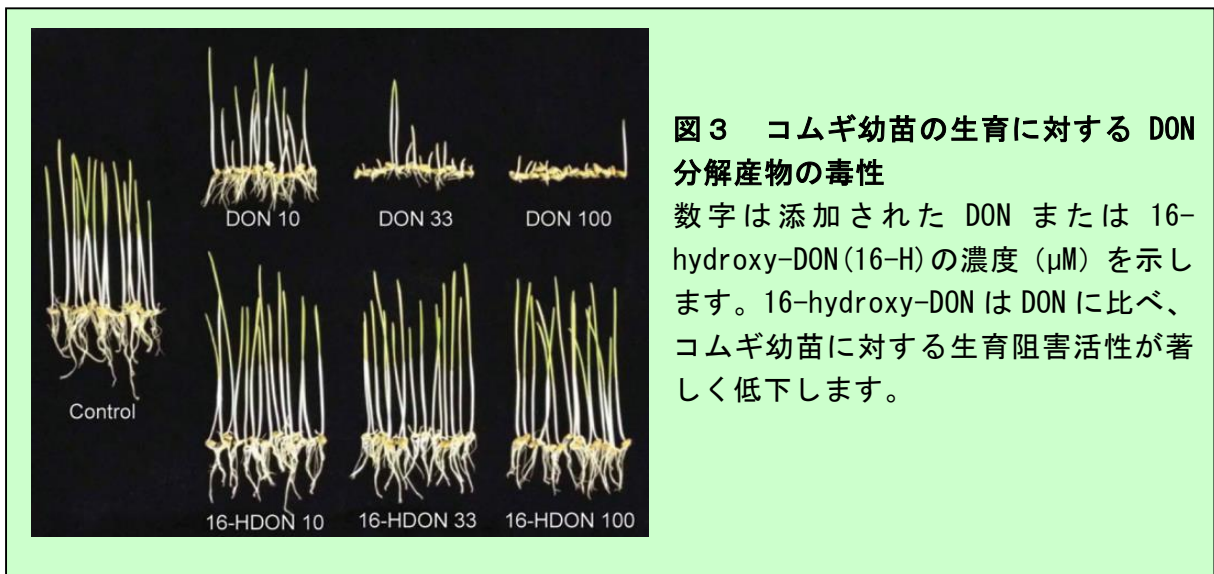 図３　コムギ幼苗の生育に対する DON
分解産物の毒性
数字は添加された DON または 16-
hydroxy-DON(16-H)の濃度（μM）を示し
ます。16-hydroxy-DON は DON に比べ、
コムギ幼苗に対する生育阻害活性が著
しく低下します。
Control
DON 10
DON 33
DON 100
16-HDON 10
16-HDON 33
16-HDON 100